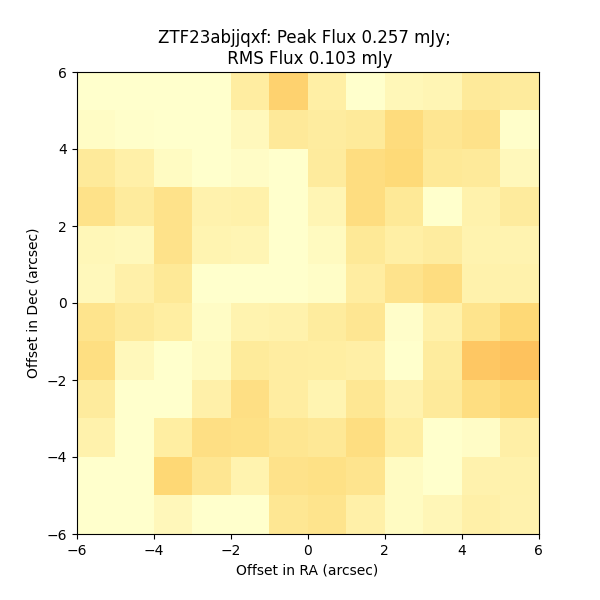 ZTF23abjjqxf: Peak Flux 0.257 mJy;
RMS Flux 0.103 mJy
6
4
2
0
−2
−4
−6
Offset in Dec (arcsec)
−6 −4 −2 0 2 4 6
Offset in RA (arcsec)